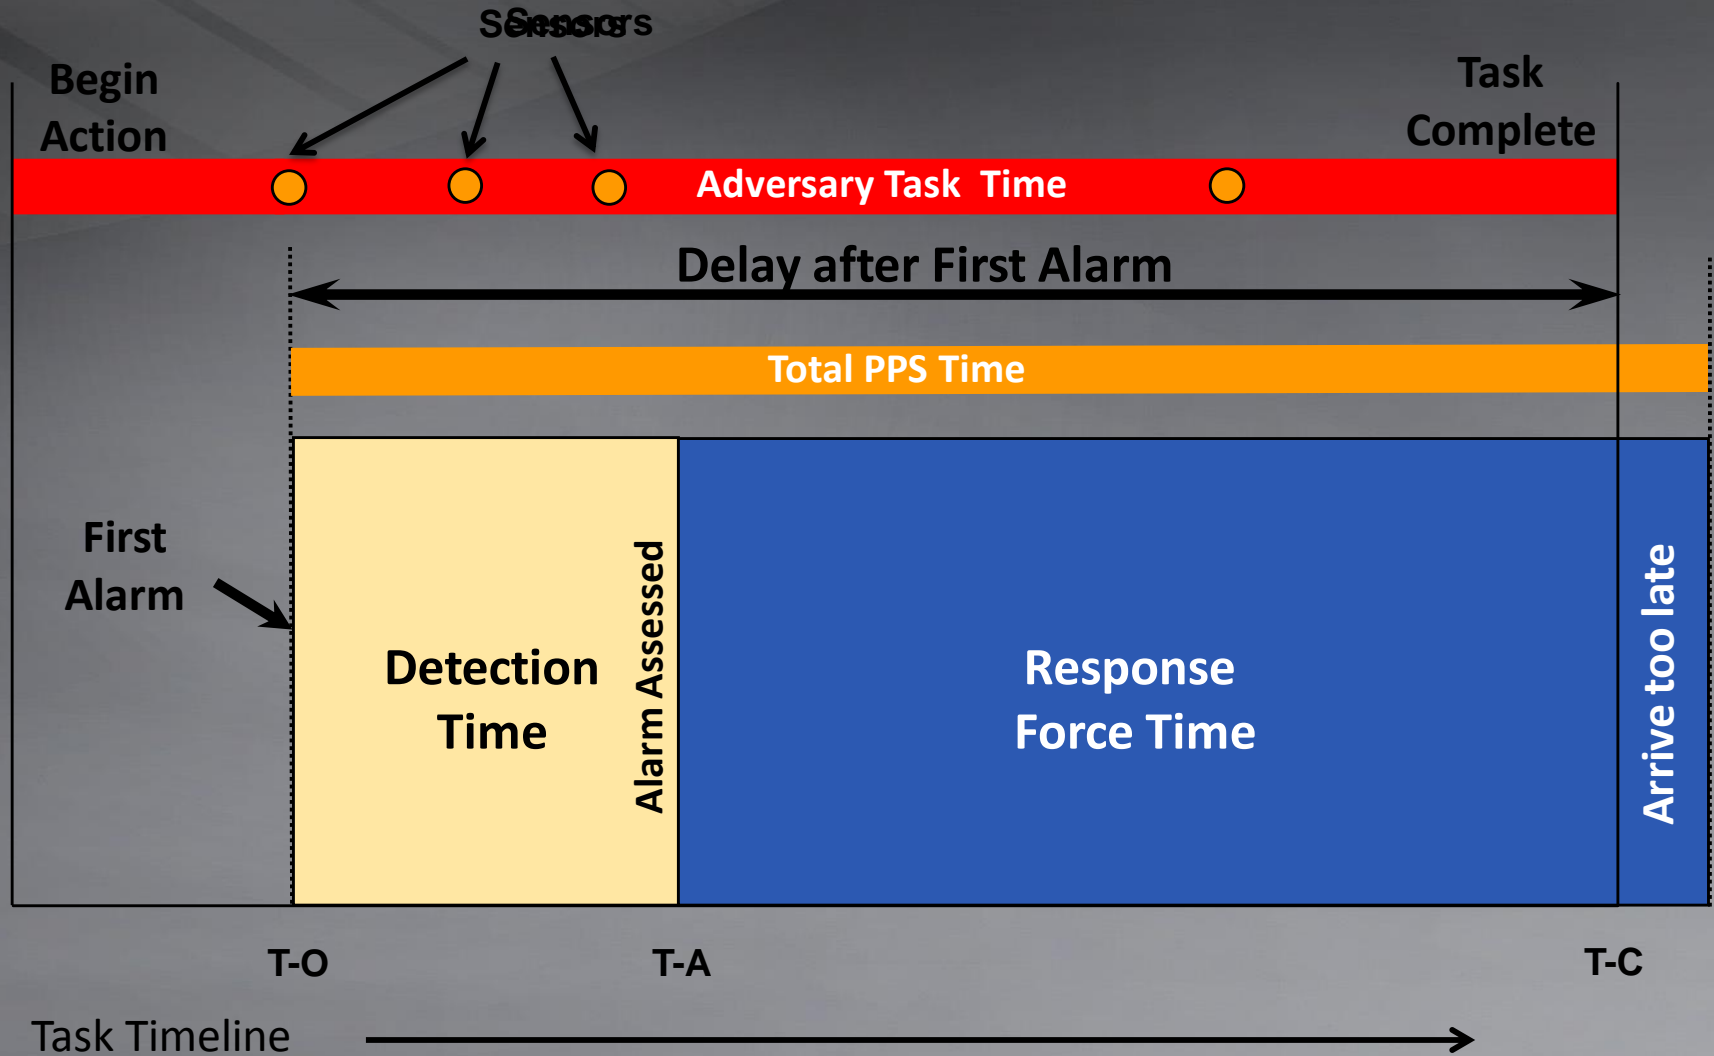 Sensors
Sensors
Begin
Action
Task
Complete
Adversary Task Time
Delay after First Alarm
Total PPS Time
First
Alarm
Detection
Time
Alarm Assessed
Response
Force Time
Arrive too late
T-O
T-A
T-C
Task Timeline